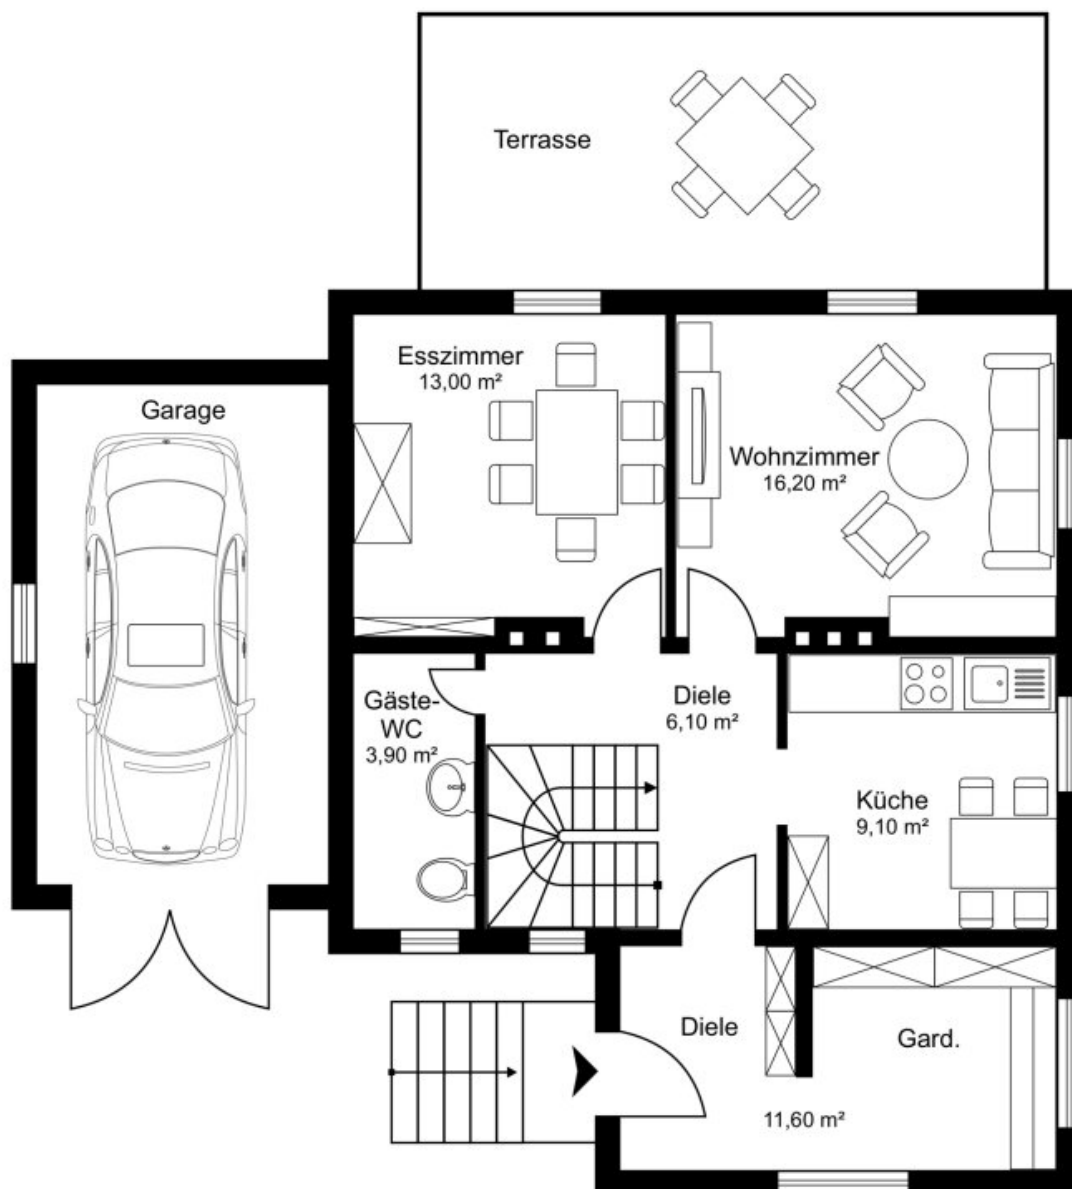 Terrasse
Esszimmer
13,00 m²
Garage
Wohnzimmer
16,20 m²
Gäste-
WC
3,90 m²
Diele
6,10 m²
Küche
9,10 m²
Diele
Gard.
11,60 m²